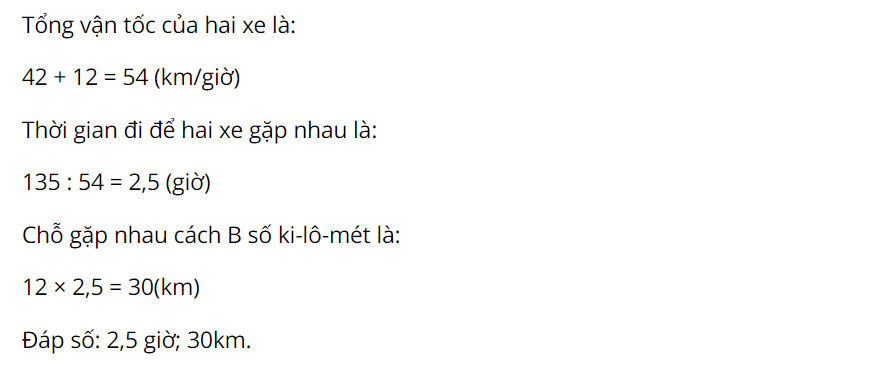 Tổng vận tốc của hai xe là:
42 + 12 = 54 (km/giờ)
Thời gian đi để hai xe gặp nhau là:
135 : 54 = 2,5 (giờ)
Chỗ gặp nhau cách B số ki-lô-mét là:
12 × 2,5 = 30(km)
Đáp số: 2,5 giờ; 30km.